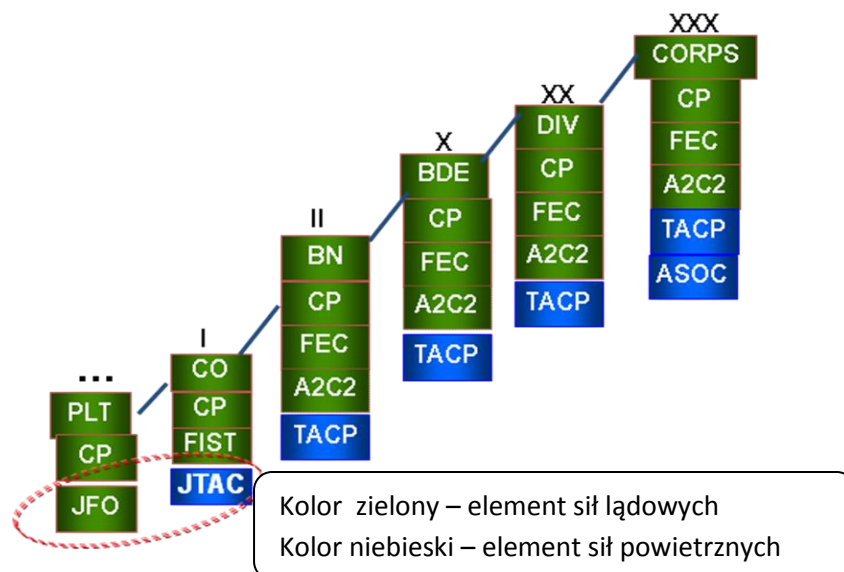 ...
PLT
CP
JFO
I
CO
CP
FIST
JTAC
II
BN
CP
FEC
A2C2
TACP
X
BDE
CP
FEC
A2C2
TACP
XX
DIV
CP
FEC
A2C2
TACP
XXX
CORPS
CP
FEC
A2C2
TACP
ASOC
Kolor zielony – element sił lądowych
Kolor niebieski – element sił powietrznych